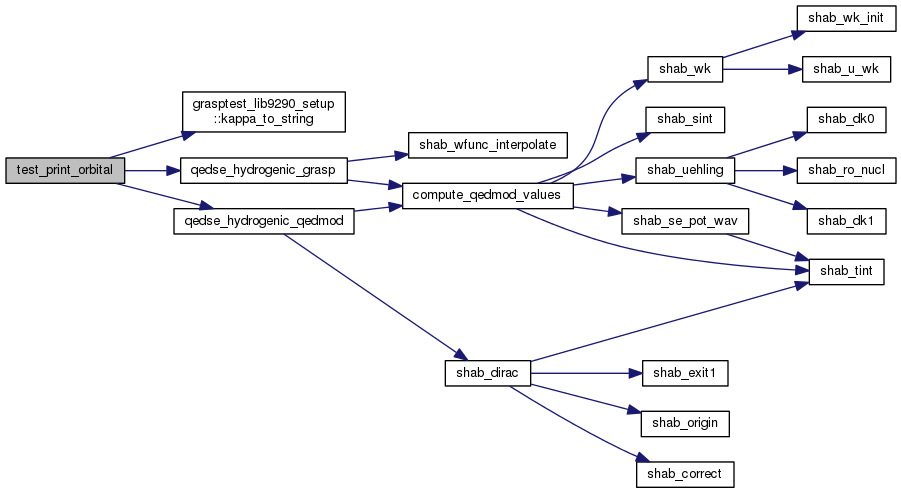 test_print_orbital
grasptest_lib9290_setup
::kappa_to_string
qedse_hydrogenic_grasp
qedse_hydrogenic_qedmod
shab_wfunc_interpolate
compute_qedmod_values
shab_dirac
shab_wk
shab_sint
shab_uehling
shab_se_pot_wav
shab_exit1
shab_origin
shab_correct
shab_wk_init
shab_u_wk
shab_dk0
shab_ro_nucl
shab_dk1
shab_tint